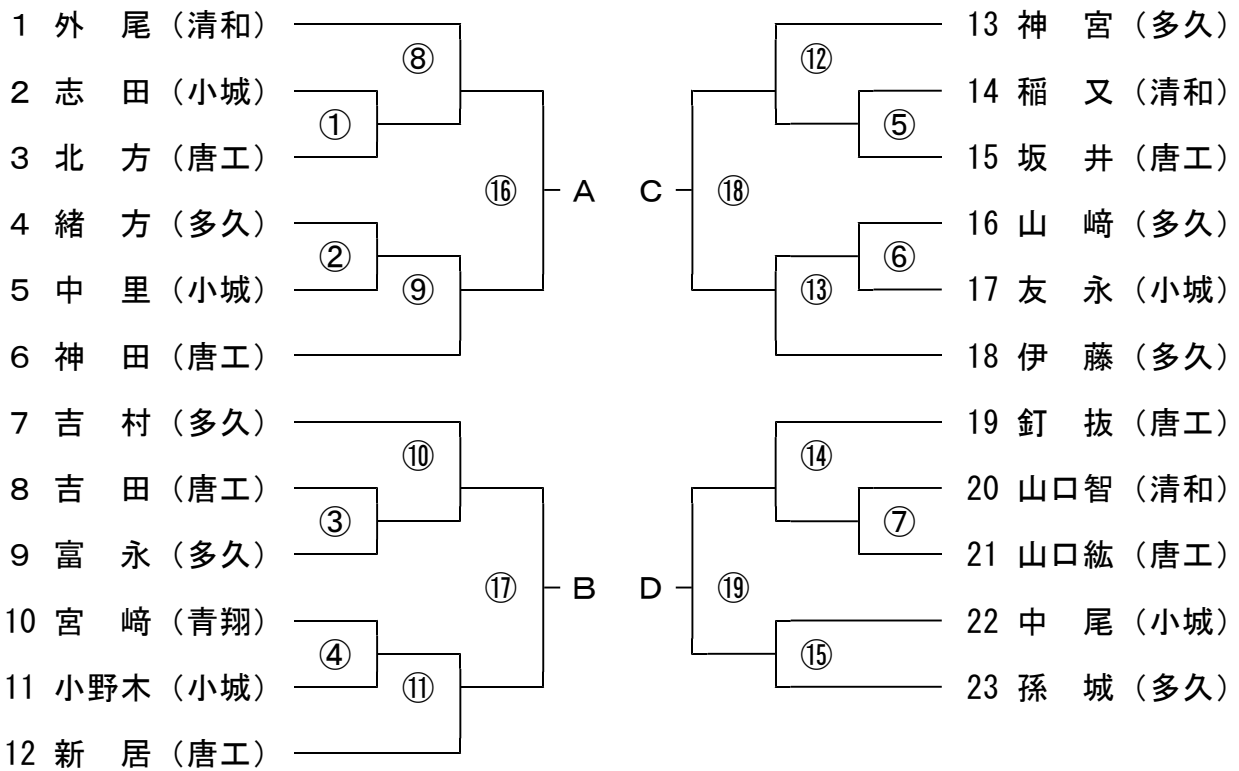 1 外 尾 (清和)
2 志 田 (小城)
3 北 方 (唐工)
4 緒 方 (多久)
5 中 里 (小城)
6 神 田 (唐工)
7 吉 村 (多久)
8 吉 田 (唐工)
9 富 永 (多久)
10 宮 﨑 (青翔)
11 小野木 (小城)
12 新 居 (唐工)
⑧
①
⑯
A
②
⑨
⑩
③
⑰
B
④
⑪
⑫
⑤
C
⑱
⑥
⑬
⑭
⑦
D
⑲
⑮
13 神 宮 (多久)
14 稲 又 (清和)
15 坂 井 (唐工)
16 山 﨑 (多久)
17 友 永 (小城)
18 伊 藤 (多久)
19 釘 抜 (唐工)
20 山口智 (清和)
21 山口紘 (唐工)
22 中 尾 (小城)
23 孫 城 (多久)